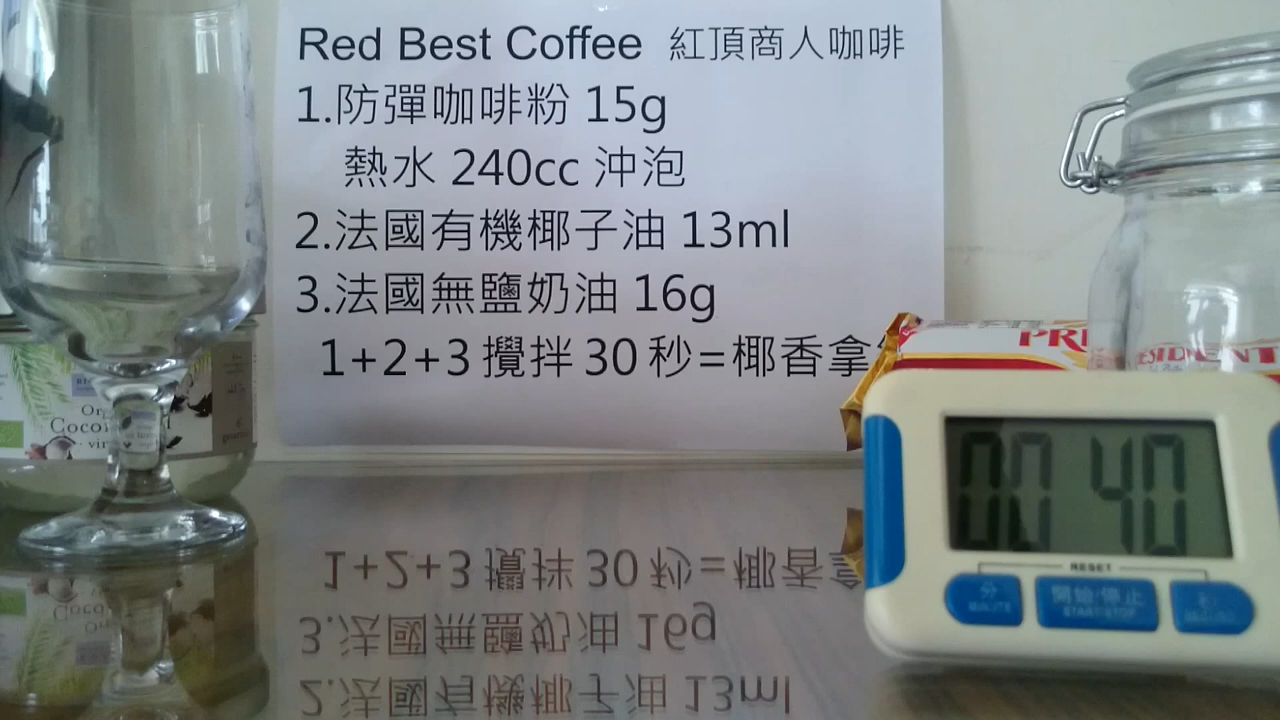 Red Best Coffee 紅頂商人咖啡
1.防彈咖啡粉 15g
熱水 240cc 沖泡
2.法國有機椰子油 13ml
3.法國無鹽奶油 16g
1+2+3 攪拌 30 秒=椰香拿
PR
ESIDENT
00 40
RESET
分
MINUTE
開始/停止
START/STOP